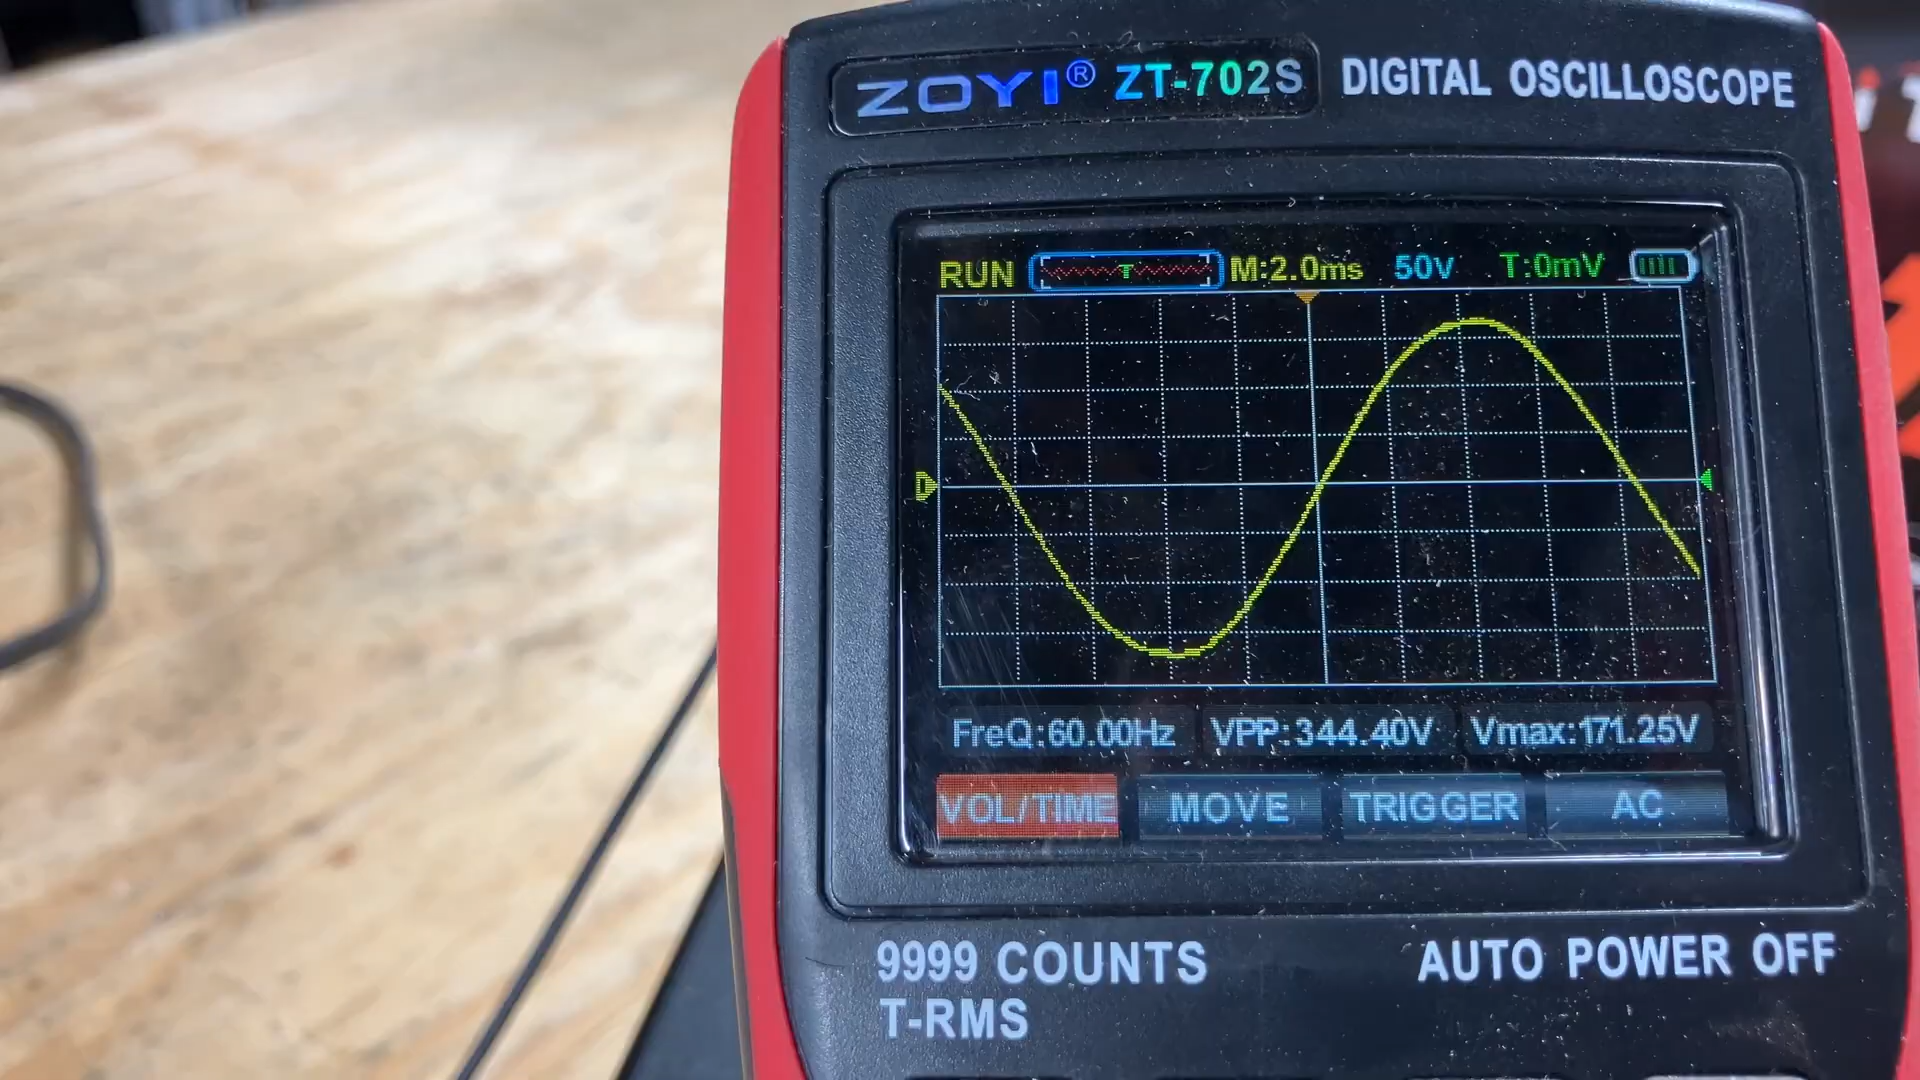 ZOYI® ZT-702S DIGITAL OSCILLOSCOPE
RUN T M:2.0ms 50V T:0mV
FreQ:60.00Hz VPP:344.40V Vmax:171.25V
VOL/TIME MOVE TRIGGER AC
9999 COUNTS AUTO POWER OFF
T-RMS